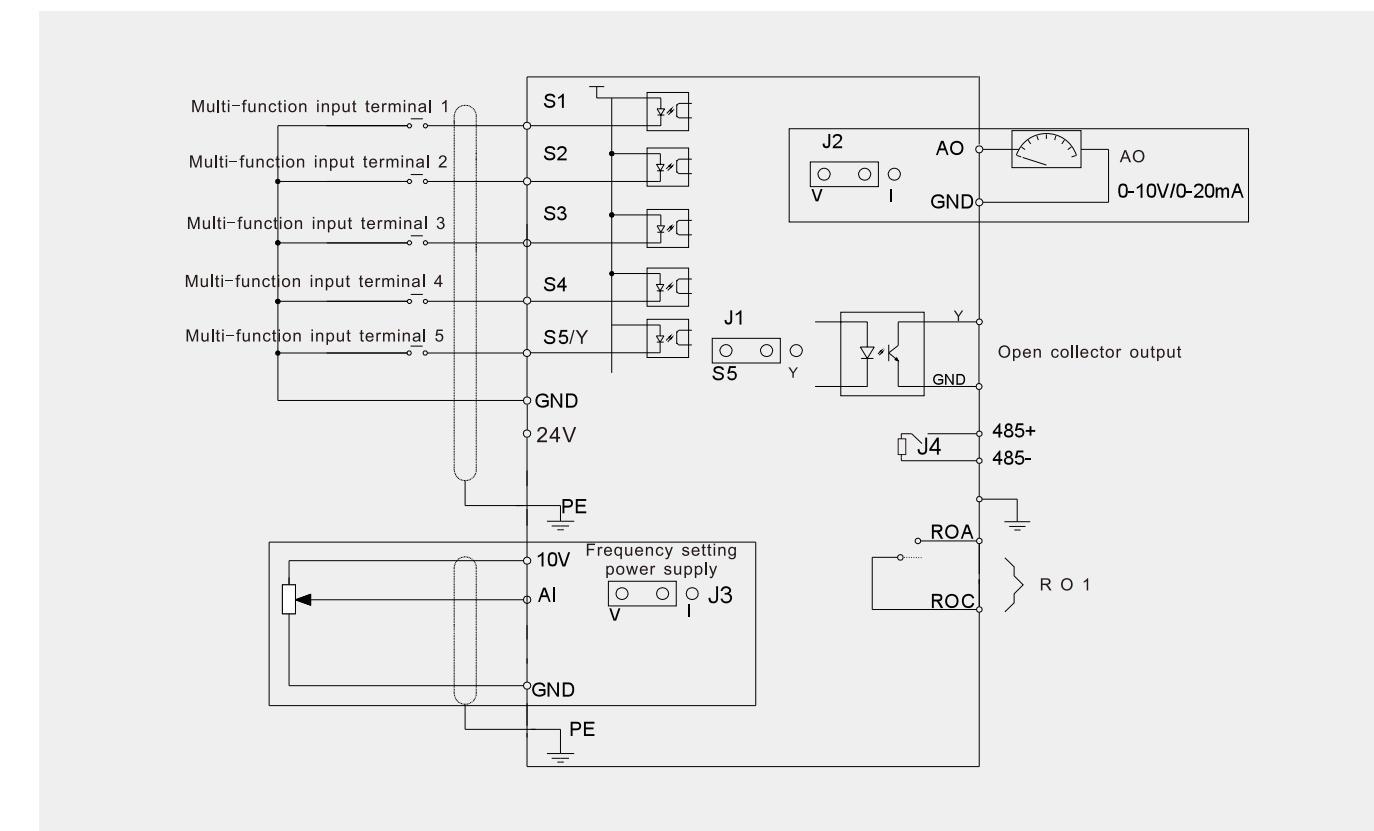 Multi-function input terminal 1
S1
Multi-function input terminal 2
S2
Multi-function input terminal 3
S3
Multi-function input terminal 4
S4
Multi-function input terminal 5
S5/Y
GND
24V
PE
J1
S5
Y
J2
V
I
AO
GND
AO
0-10V/0-20mA
Y
GND
Open collector output
J4
485+
485-
ROA
ROC
RO1
10V
AI
GND
Frequency setting
power supply
J3
V
I
PE